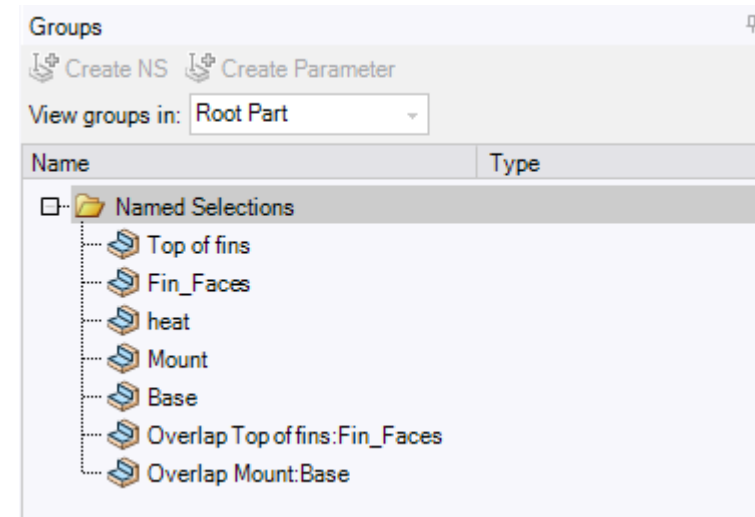 Groups
Create NS Create Parameter
View groups in: Root Part
Name Type
Named Selections
Top of fins
Fin_Faces
heat
Mount
Base
Overlap Top of fins:Fin_Faces
Overlap Mount:Base